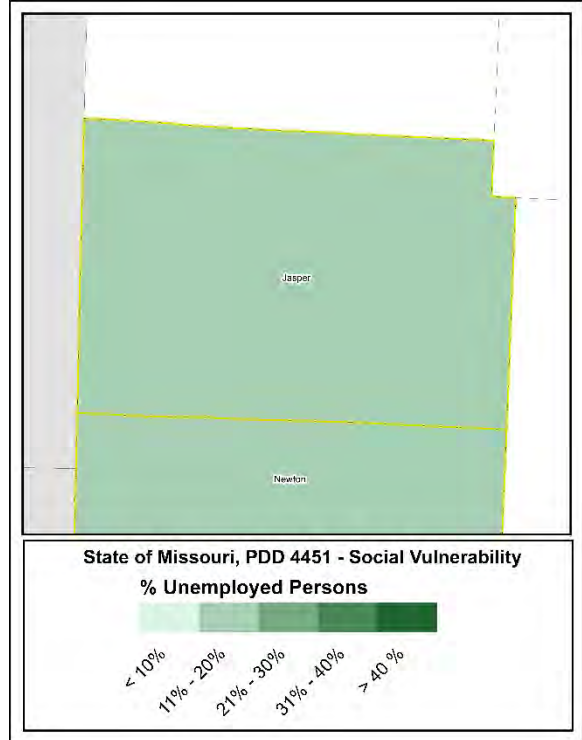 Jasper
Newton
State of Missouri, PDD 4451 - Social Vulnerability
% Unemployed Persons
< 10%
11% - 20%
21% - 30%
31% - 40%
> 40 %